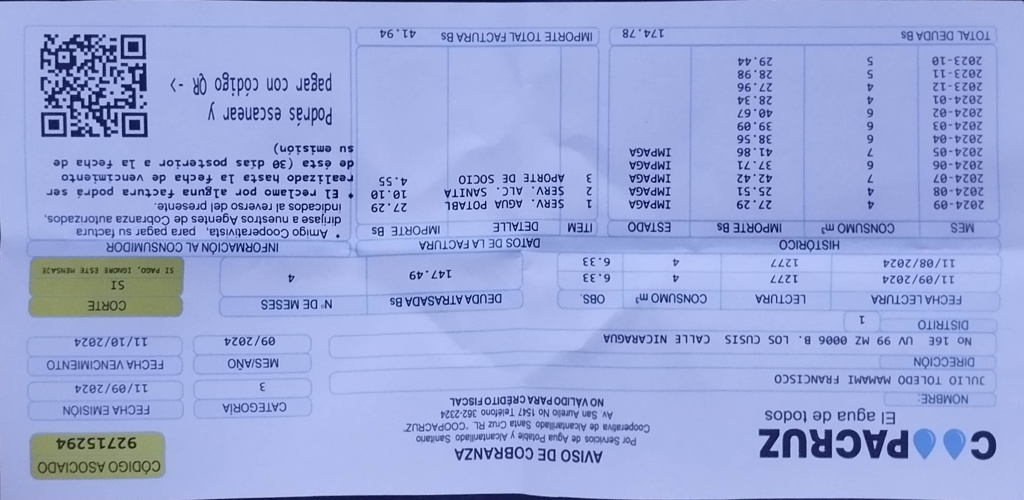 COOPACRUZ
El agua de todos
AVISO DE COBRANZA
Por Servicios de Agua Potable y Alcantarillado Sanitario
Cooperativa de Alcantarillado Santa Cruz RL. "COOPACRUZ"
Av. San Aurelio No 1547 Teléfono 362-2324
NO VÁLIDO PARA CRÉDITO FISCAL
CÓDIGO ASOCIADO
92715294
NOMBRE:
JULIO TOLEDO MAMAMI FRANCISCO
CATEGORÍA
3
FECHA EMISIÓN
11/09/2024
DIRECCIÓN
No 16E UV 99 MZ 0006 B. LOS CUSIS CALLE NICARAGUA
MES/AÑO
09/2024
FECHA VENCIMIENTO
11/10/2024
DISTRITO
1
FECHA LECTURA LECTURA CONSUMO m³ OBS.
11/09/2024 1277 4 6.33
11/08/2024 1277 4 6.33
DEUDA ATRASADA Bs
147.49
N° DE MESES
4
CORTE
SI
SI PAGO, IGNORE ESTE MENSAJE
HISTÓRICO
MES CONSUMO m³ IMPORTE Bs ESTADO
2024-09 4 27.29 IMPAGA
2024-08 4 25.51 IMPAGA
2024-07 7 42.42 IMPAGA
2024-06 6 37.71 IMPAGA
2024-05 7 41.86 IMPAGA
2024-04 6 38.56
2024-03 6 39.09
2024-02 6 40.67
2024-01 4 28.34
2023-12 4 27.96
2023-11 5 28.98
2023-10 5 29.44
TOTAL DEUDA Bs 174.78
DATOS DE LA FACTURA
ITEM DETALLE IMPORTE Bs
1 SERV. AGUA POTABL 27.29
2 SERV. ALC. SANITA 10.10
3 APORTE DE SOCIO 4.55
IMPORTE TOTAL FACTURA Bs 41.94
INFORMACIÓN AL CONSUMIDOR
* Amigo Cooperativista, para pagar su factura
dirijase a nuestros Agentes de Cobranza autorizados,
indicados al reverso del presente.
* El reclamo por alguna factura podrá ser
realizado hasta la fecha de vencimiento
de ésta (30 días posterior a la fecha de
su emisión)
Podrás escanear y
pagar con código QR ->